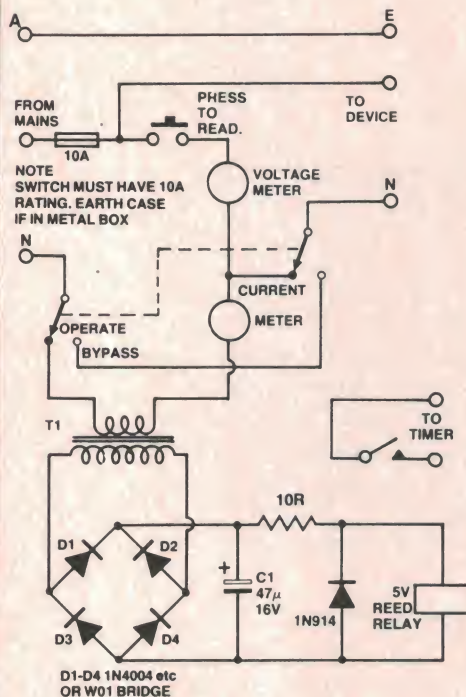 A
E
FROM
MAINS
10A
PRESS
TO
READ.
TO
DEVICE
NOTE
SWITCH MUST HAVE 10A
RATING. EARTH CASE
IF IN METAL BOX
VOLTAGE
METER
N
N
CURRENT
METER
OPERATE
BYPASS
T1
TO
TIMER
D1
D2
D3
D4
+
C1
47μ
16V
10R
1N914
5V
REED
RELAY
D1-D4 1N4004 etc
OR W01 BRIDGE